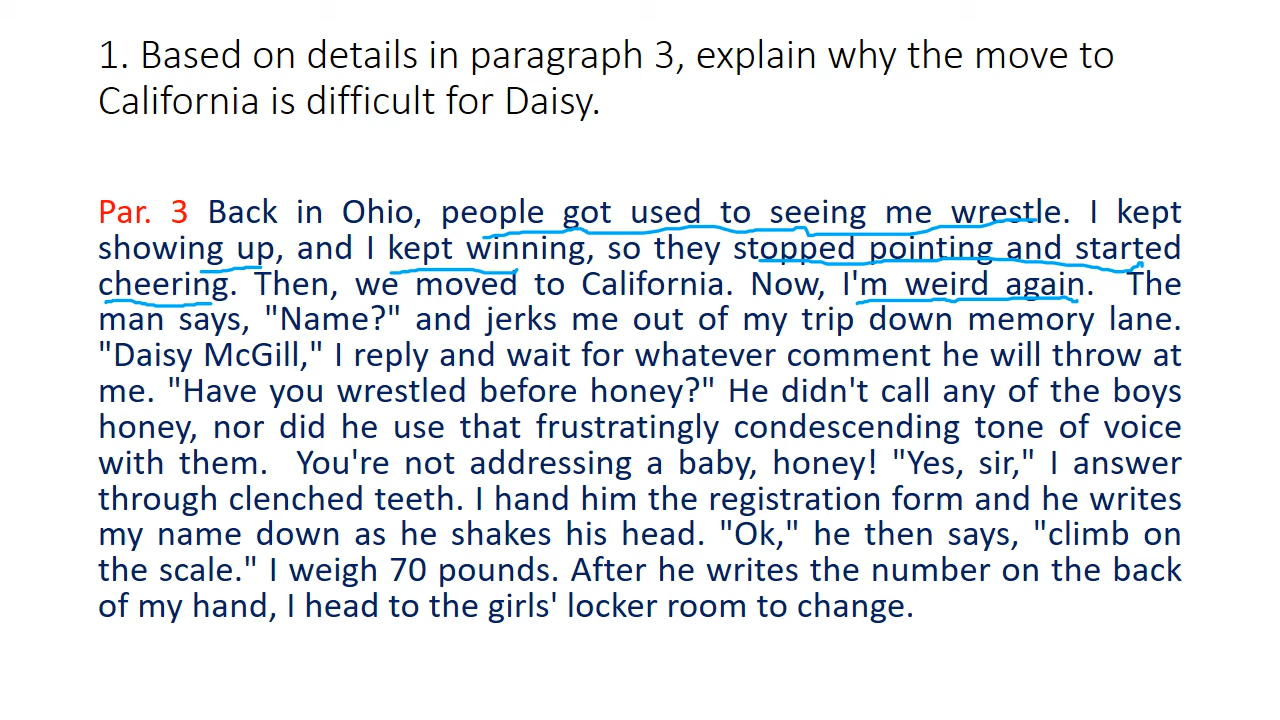 1. Based on details in paragraph 3, explain why the move to
California is difficult for Daisy.
Par. 3 Back in Ohio, people got used to seeing me wrestle. I kept
showing up, and I kept winning, so they stopped pointing and started
cheering. Then, we moved to California. Now, I'm weird again. The
man says, "Name?" and jerks me out of my trip down memory lane.
"Daisy McGill," I reply and wait for whatever comment he will throw at
me. "Have you wrestled before honey?" He didn't call any of the boys
honey, nor did he use that frustratingly condescending tone of voice
with them. You're not addressing a baby, honey! "Yes, sir," I answer
through clenched teeth. I hand him the registration form and he writes
my name down as he shakes his head. "Ok," he then says, "climb on
the scale." I weigh 70 pounds. After he writes the number on the back
of my hand, I head to the girls' locker room to change.